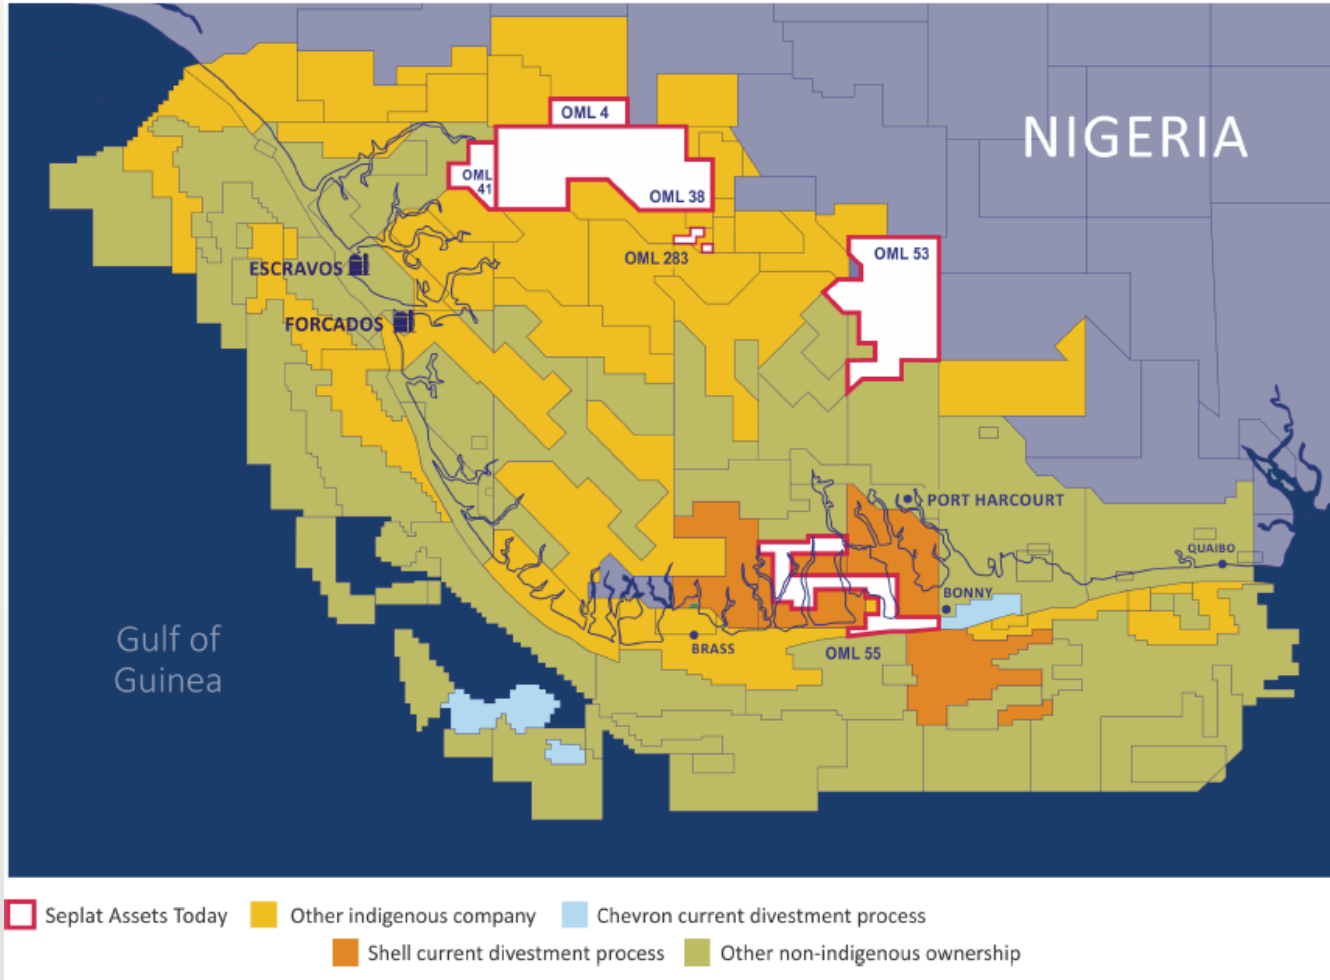 OML 4
NIGERIA
OML
41
OML 38
OML 283
OML 53
ESCRAVOS
FORCADOS
PORT HARCOURT
QUAIBO
BONNY
BRASS
OML 55
Gulf of
Guinea
Seplat Assets Today
Other indigenous company
Chevron current divestment process
Shell current divestment process
Other non-indigenous ownership